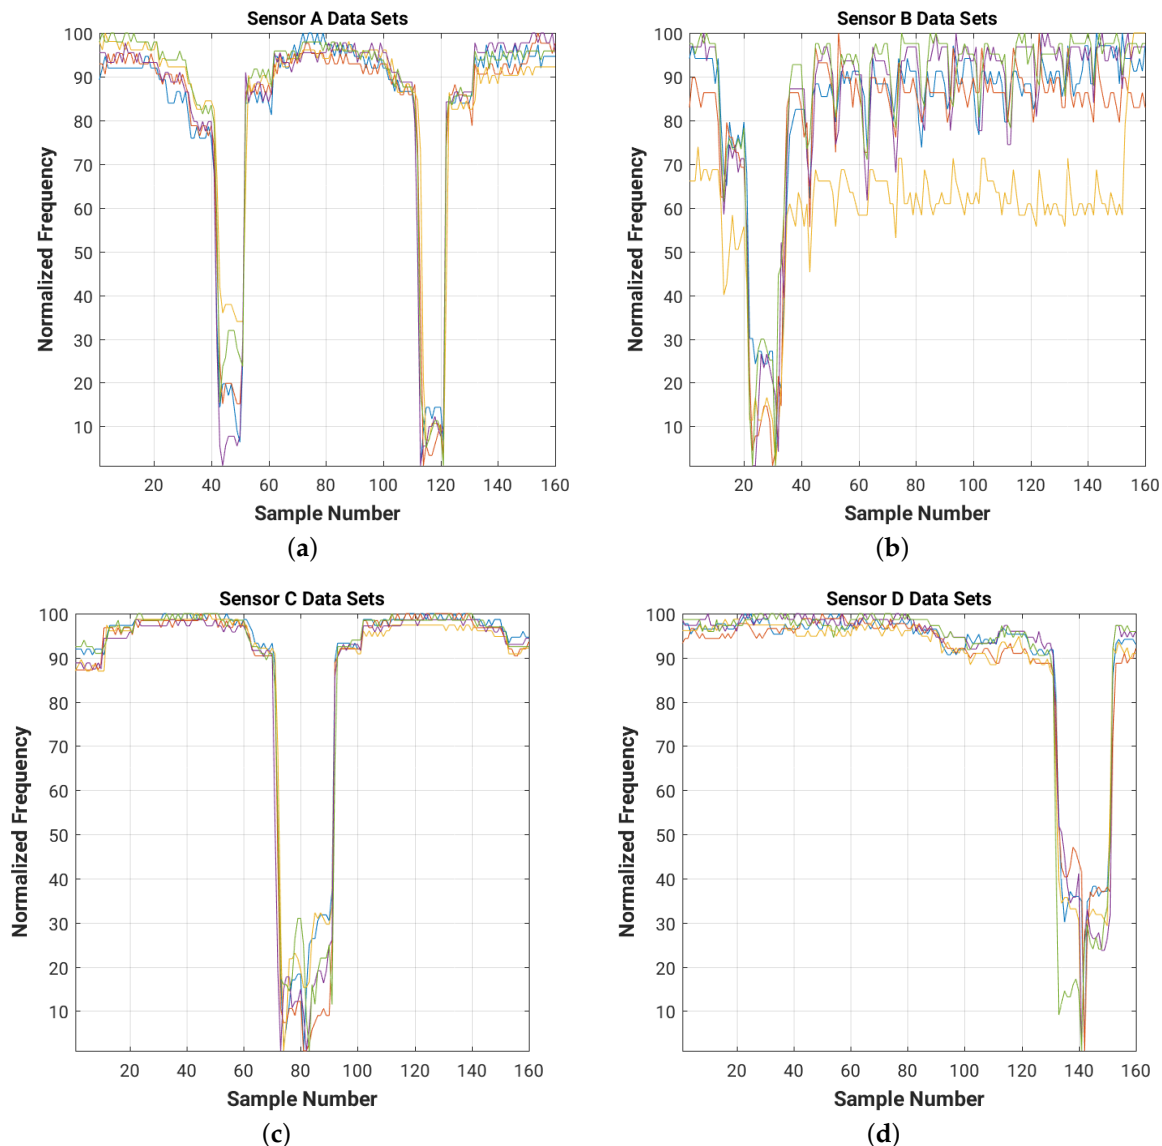 Sensor A Data Sets
100
90
80
70
60
50
40
30
20
10
Normalized Frequency
20 40 60 80 100 120 140 160
Sample Number
(a)
Sensor B Data Sets
100
90
80
70
60
50
40
30
20
10
Normalized Frequency
20 40 60 80 100 120 140 160
Sample Number
(b)
Sensor C Data Sets
100
90
80
70
60
50
40
30
20
10
Normalized Frequency
20 40 60 80 100 120 140 160
Sample Number
(c)
Sensor D Data Sets
100
90
80
70
60
50
40
30
20
10
Normalized Frequency
20 40 60 80 100 120 140 160
Sample Number
(d)